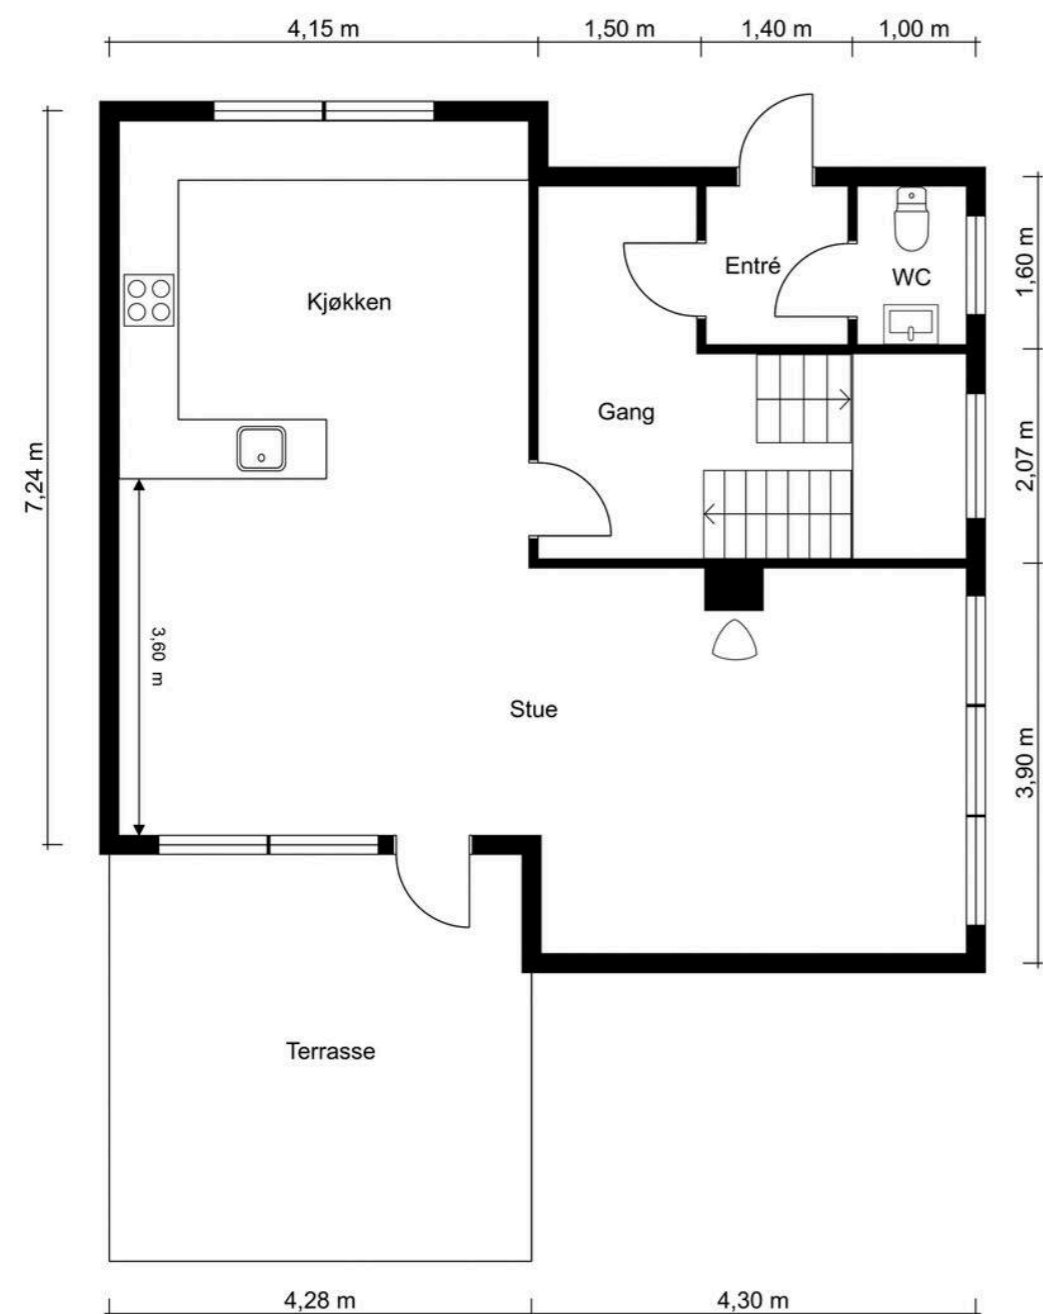 4,15 m
1,50 m
1,40 m
1,00 m
Entré
WC
1,60 m
Kjøkken
Gang
2,07 m
7,24 m
3,60 m
Stue
3,90 m
Terrasse
4,28 m
4,30 m